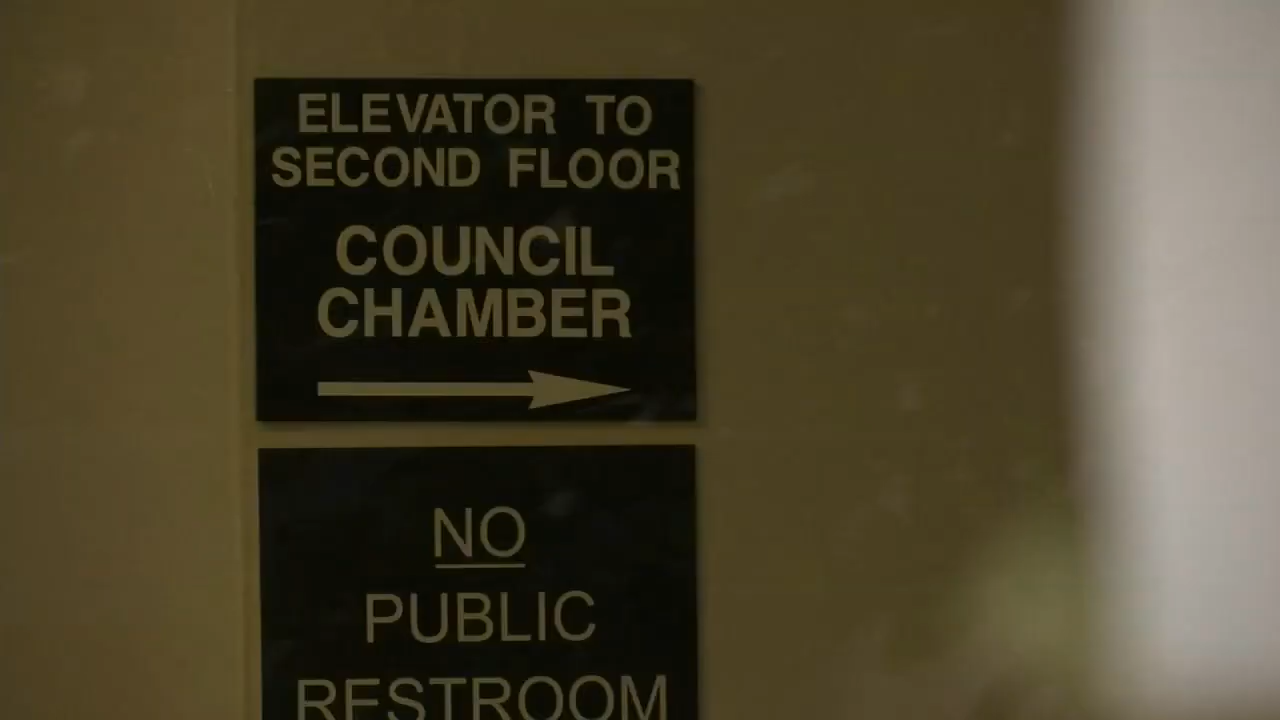 ELEVATOR TO
SECOND FLOOR
COUNCIL
CHAMBER
NO
PUBLIC
RESTROOM